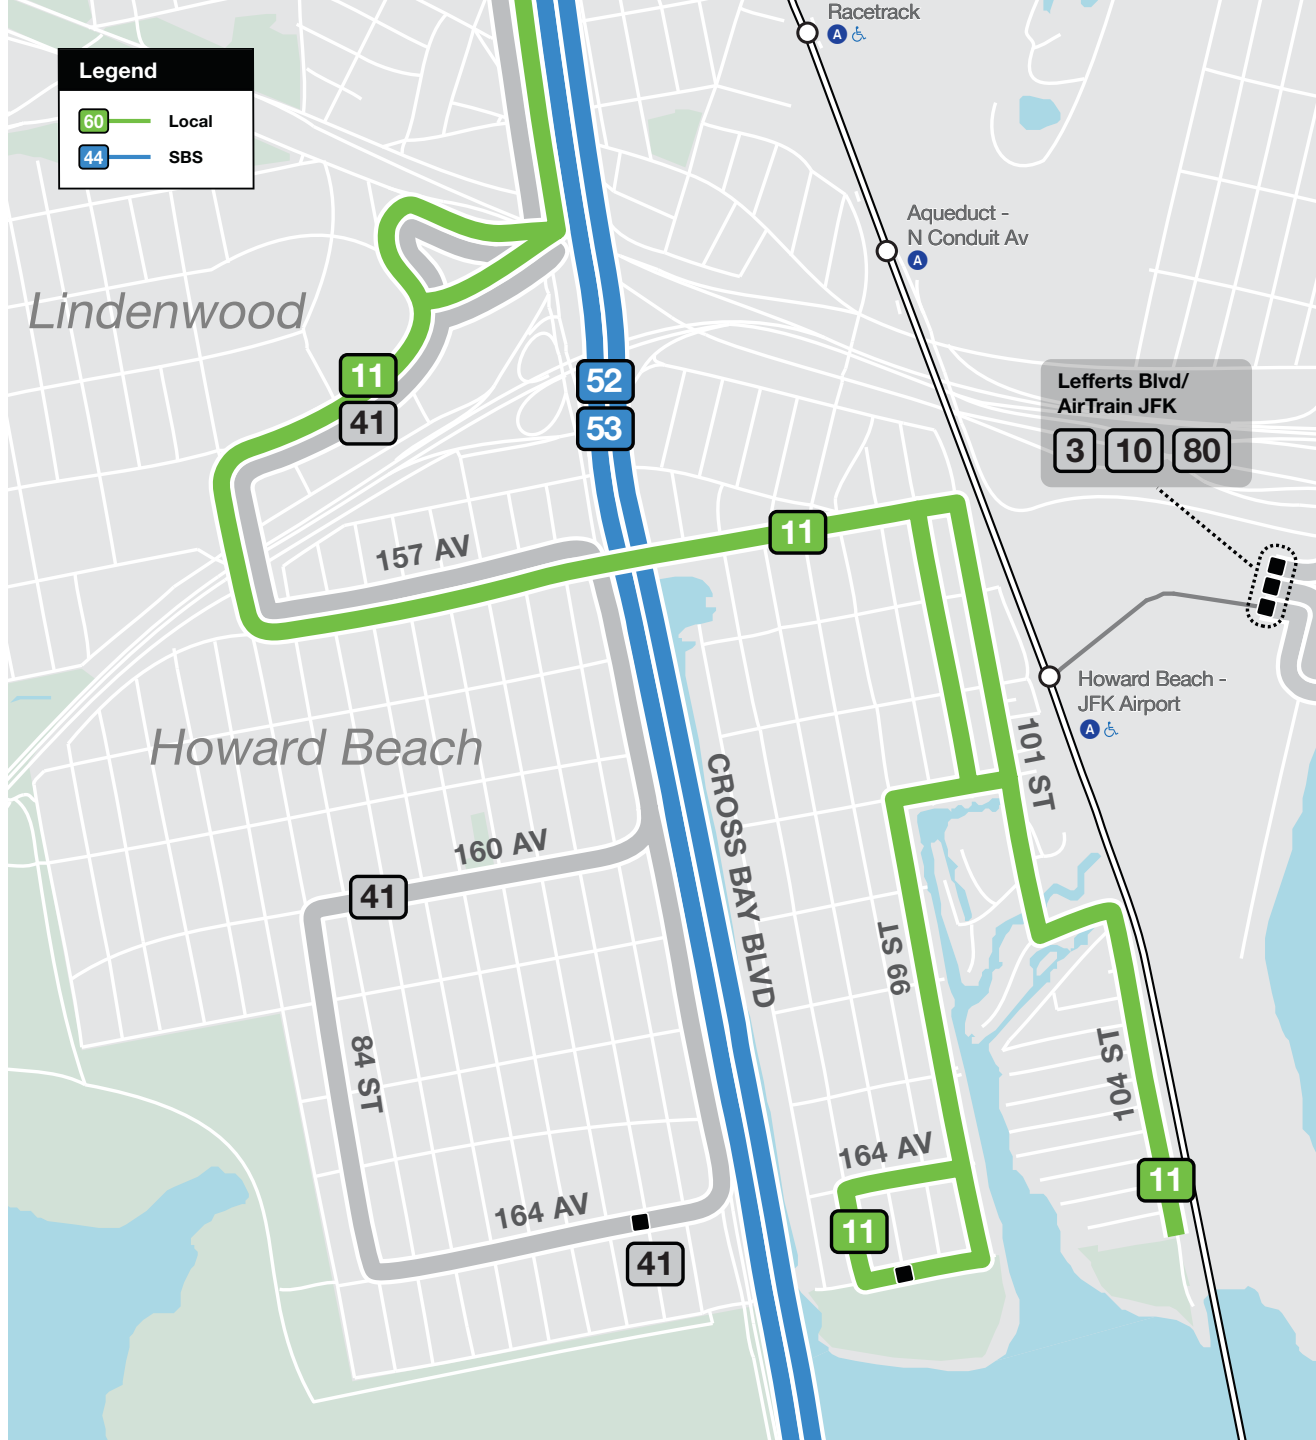 Racetrack
A
Legend
60 Local
44 SBS
Aqueduct -
N Conduit Av
A
Lindenwood
11
41
52
53
Lefferts Blvd/
AirTrain JFK
3 10 80
11
157 AV
Howard Beach -
JFK Airport
A
Howard Beach
101 ST
CROSS BAY BLVD
160 AV
41
99 ST
84 ST
104 ST
164 AV
11
164 AV
11
41